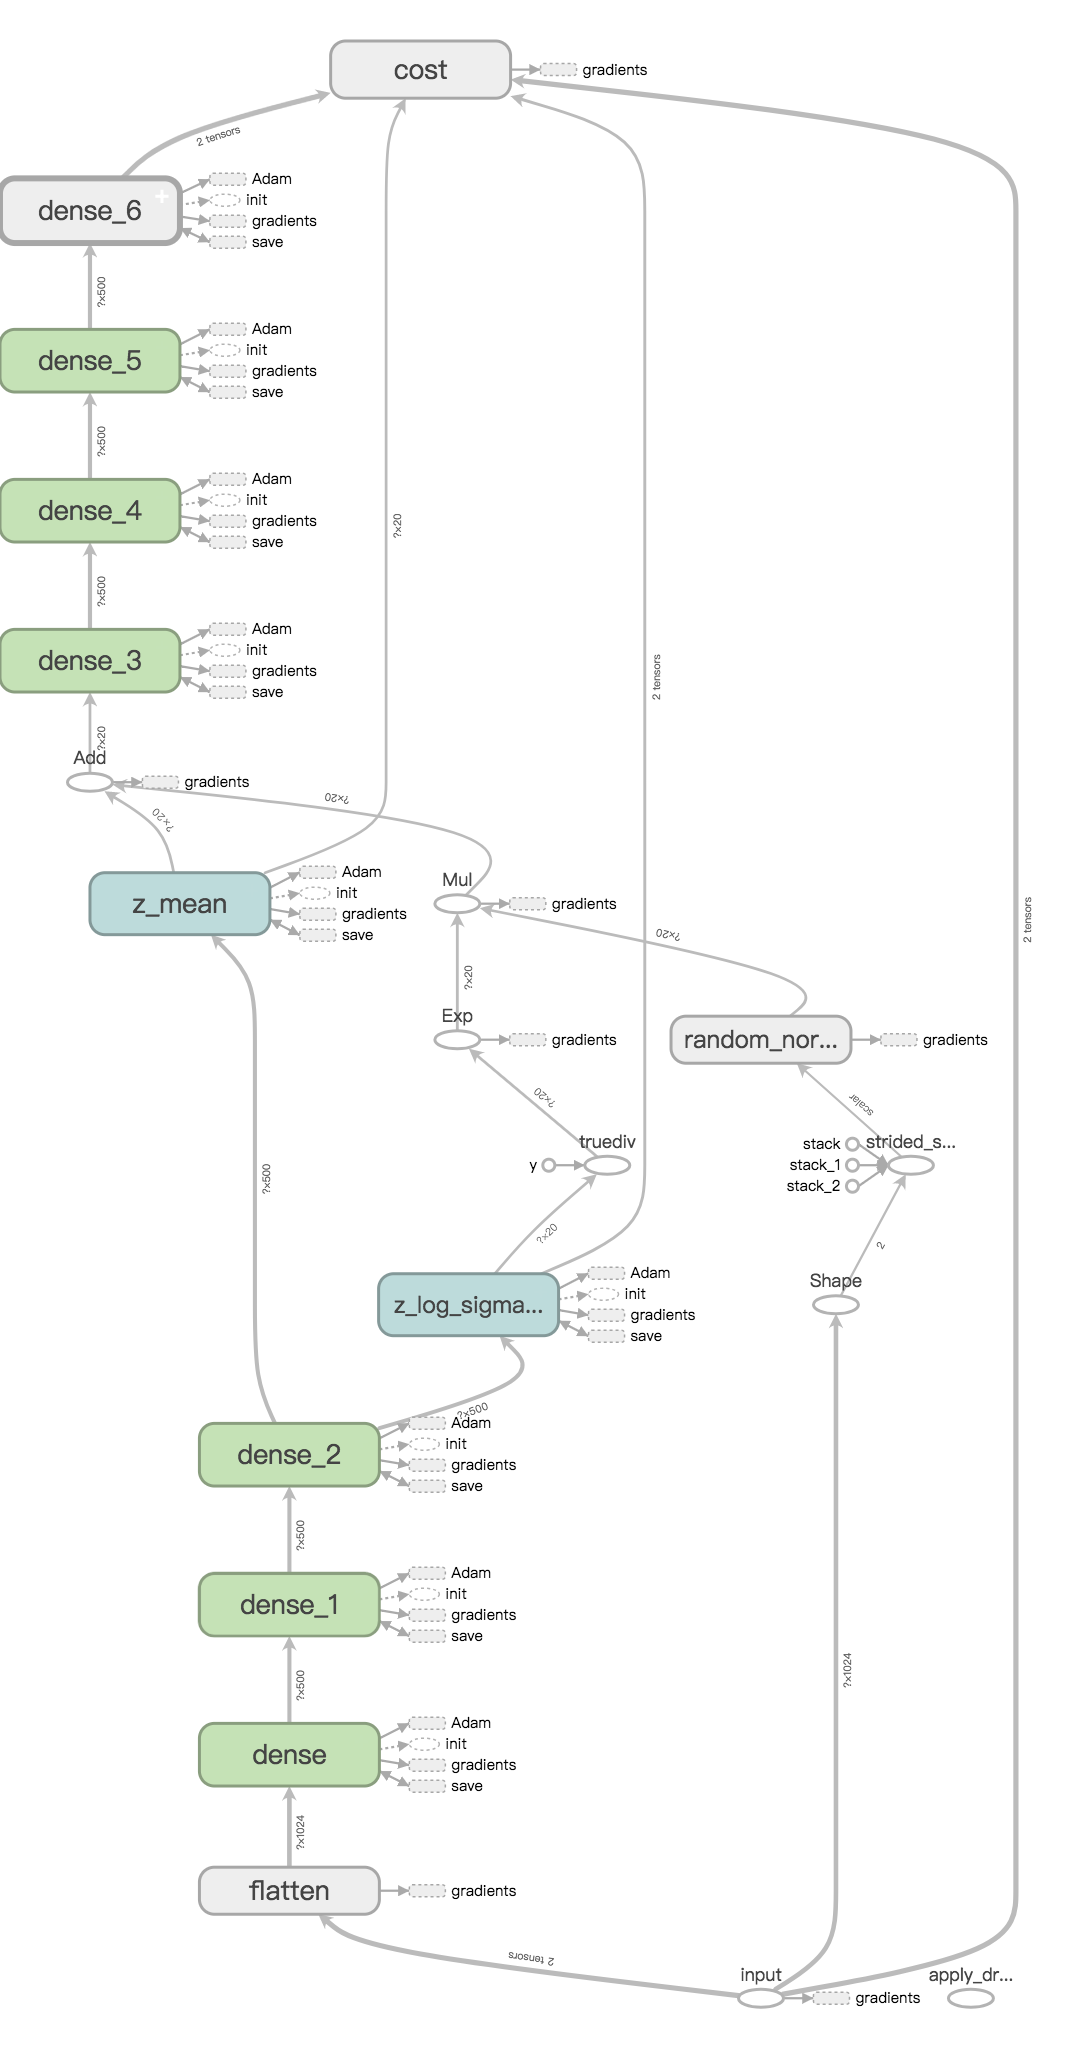 cost
gradients
2 tensors
dense_6
Adam
init
gradients
save
?×500
dense_5
Adam
init
gradients
save
?×500
dense_4
Adam
init
gradients
save
?×20
?×500
dense_3
Adam
init
gradients
save
2 tensors
?×20
Add
gradients
?×20
?×20
z_mean
Adam
init
gradients
save
Mul
gradients
2 tensors
?×20
?×20
Exp
gradients
random_nor...
gradients
?×20
scalar
truediv
y
stack
stack_1
stack_2
strided_s...
?×500
?×20
2
z_log_sigma...
Adam
init
gradients
save
Shape
?×500
dense_2
Adam
init
gradients
save
?×500
dense_1
Adam
init
gradients
save
?×500
?×1024
dense
Adam
init
gradients
save
?×1024
flatten
gradients
2 tensors
input
gradients
apply_dr...